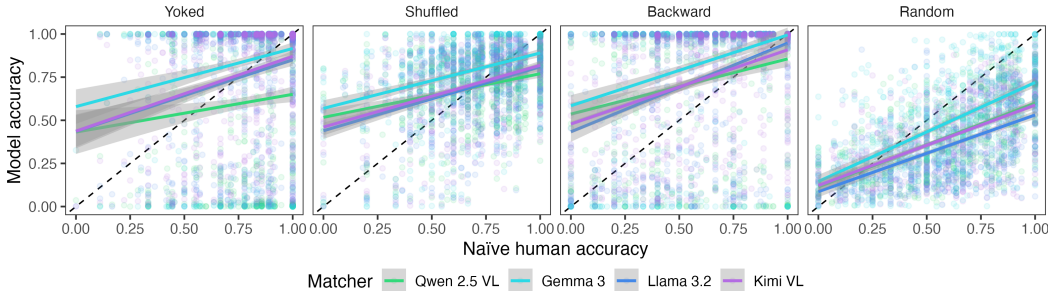 Yoked Shuffled Backward Random
1.00
0.75
0.50
0.25
0.00
Model accuracy
0.00 0.25 0.50 0.75 1.00 0.00 0.25 0.50 0.75 1.00 0.00 0.25 0.50 0.75 1.00 0.00 0.25 0.50 0.75 1.00
Naïve human accuracy
Matcher Qwen 2.5 VL Gemma 3 Llama 3.2 Kimi VL